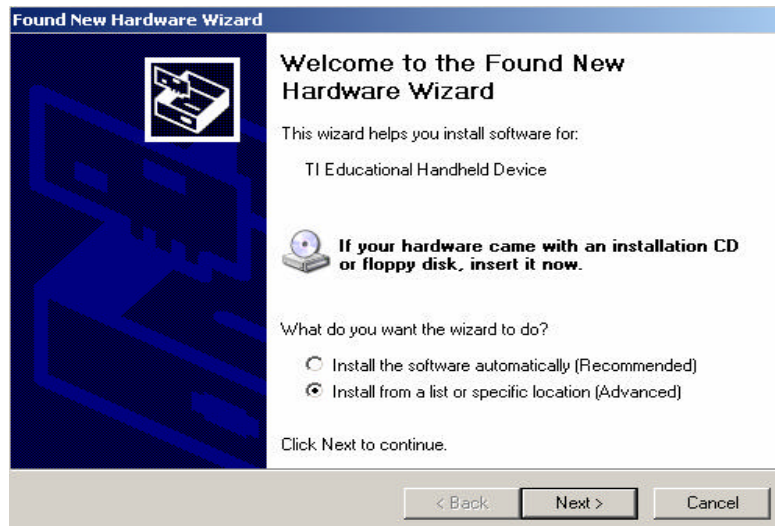 Found New Hardware Wizard
Welcome to the Found New
Hardware Wizard
This wizard helps you install software for:
TI Educational Handheld Device
If your hardware came with an installation CD
or floppy disk, insert it now.
What do you want the wizard to do?
Install the software automatically (Recommended)
Install from a list or specific location (Advanced)
Click Next to continue.
< Back Next > Cancel